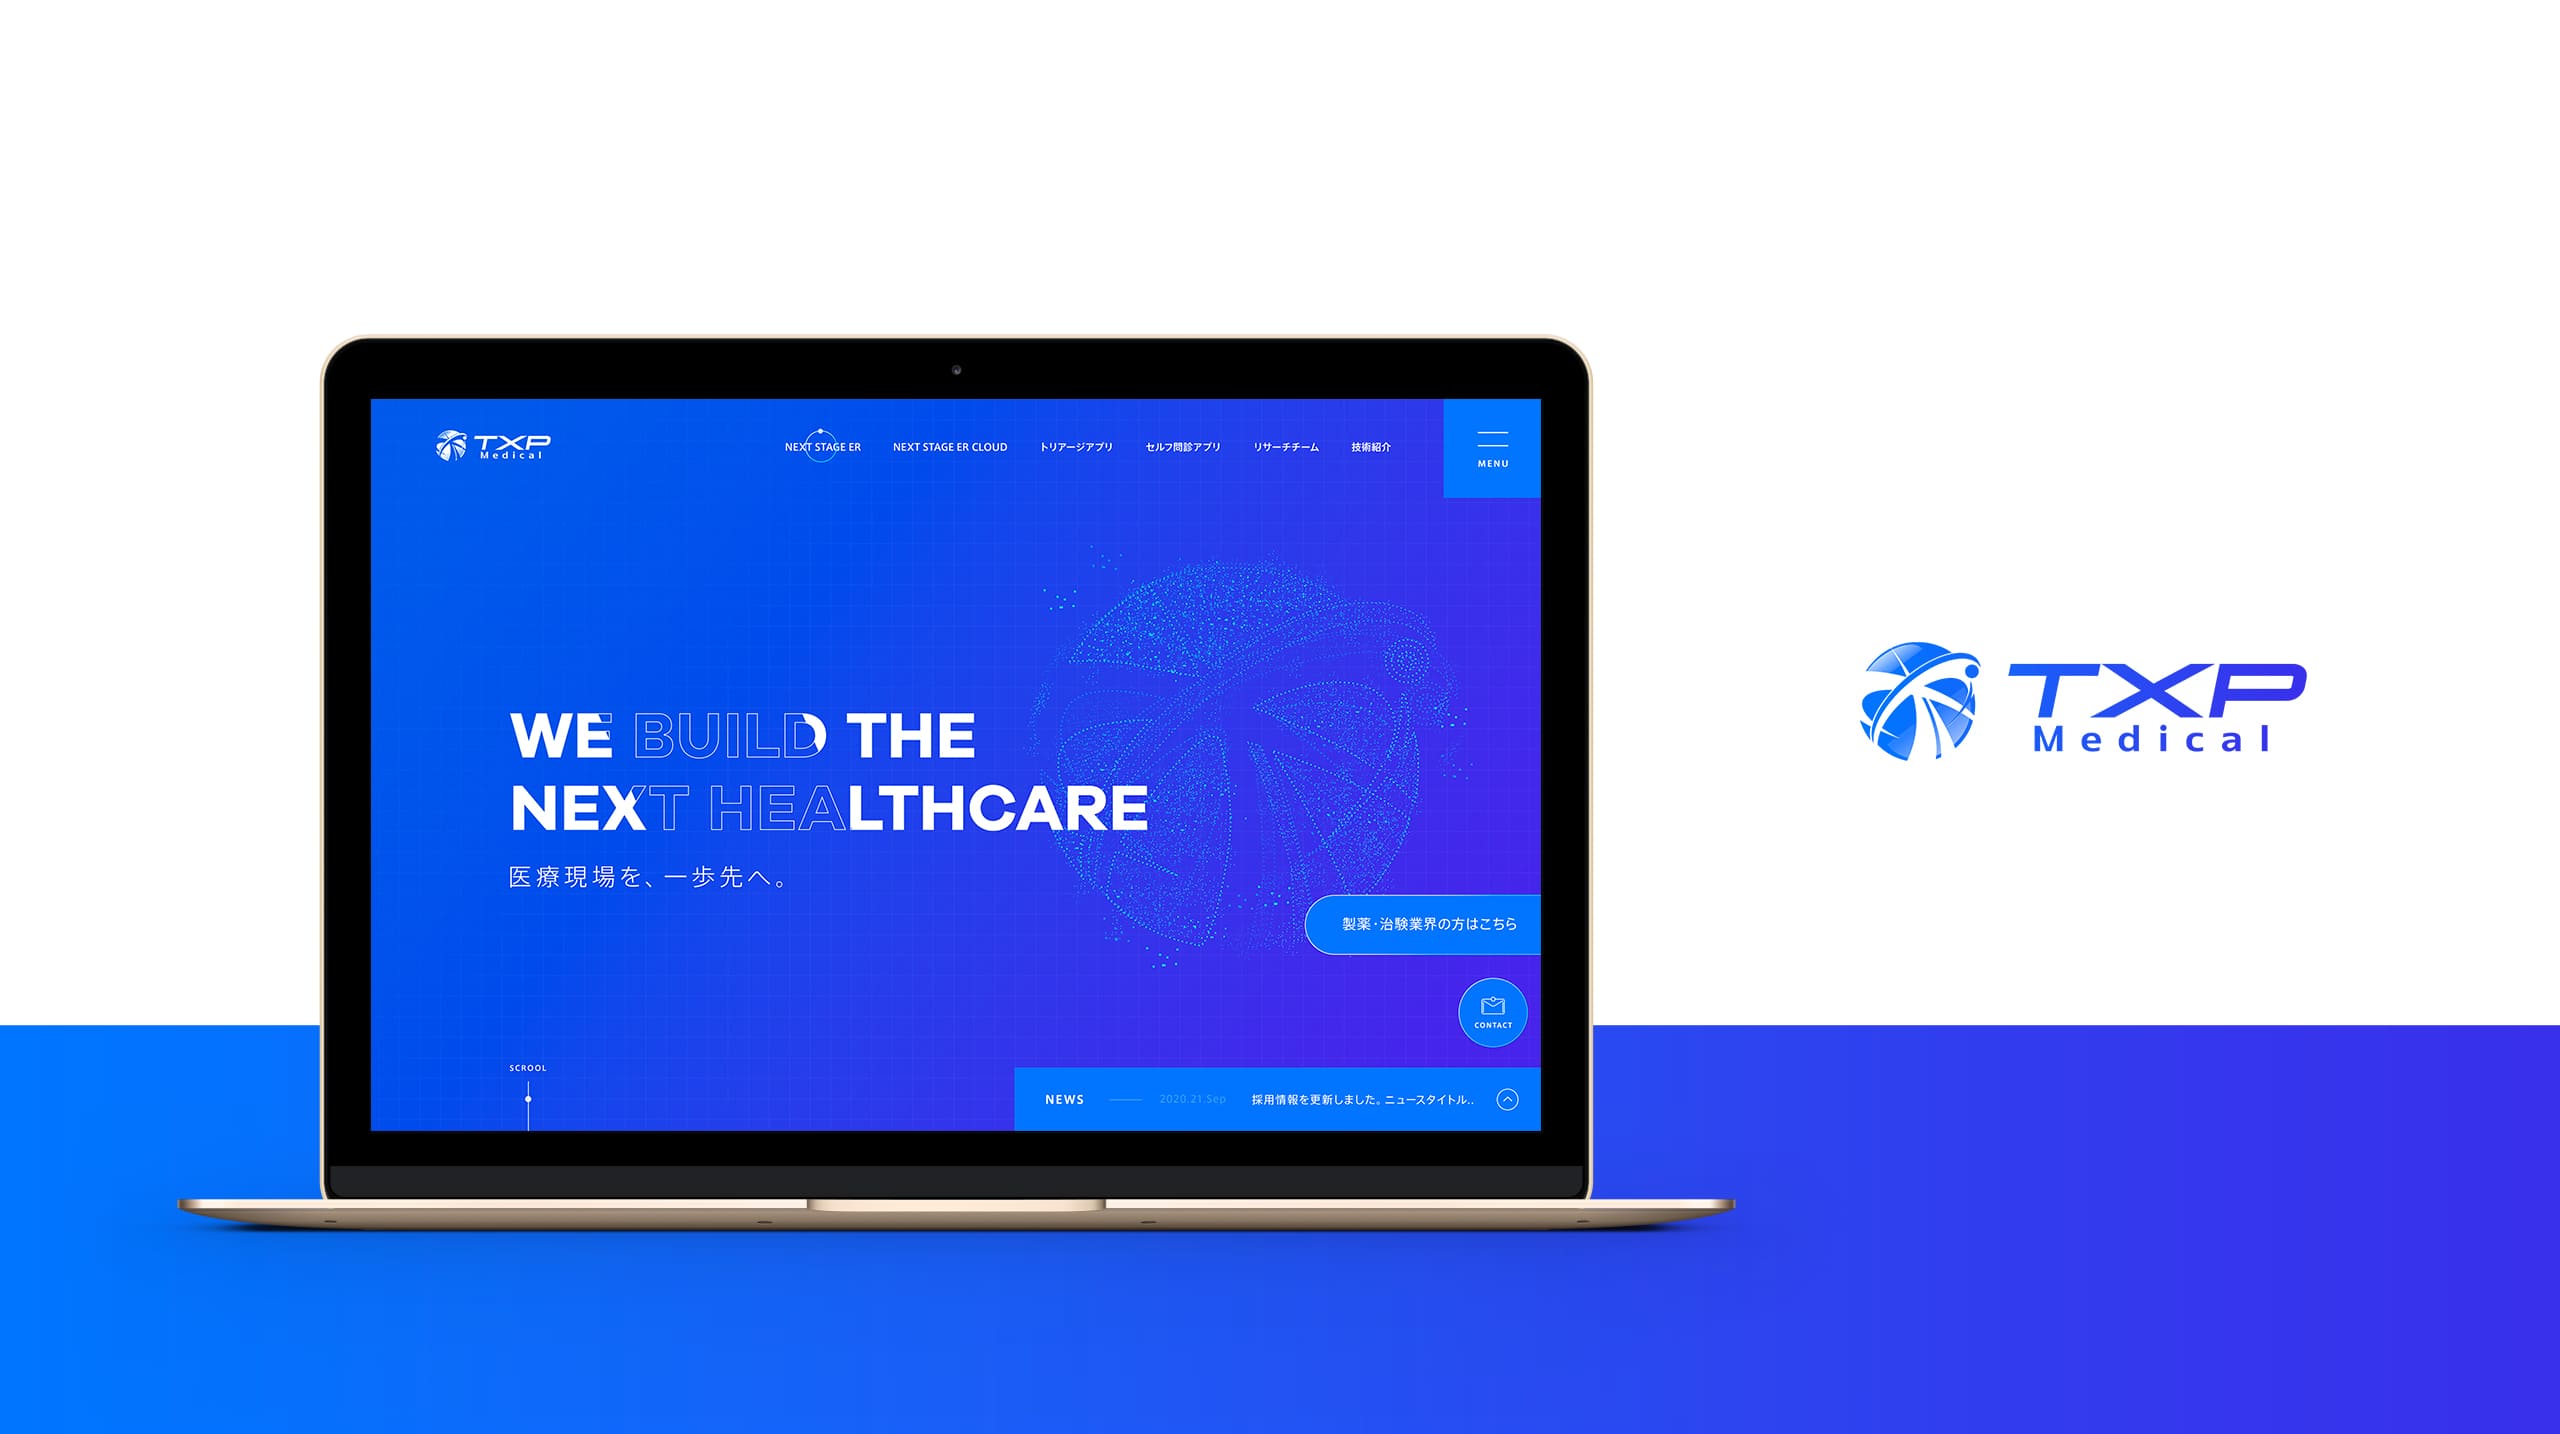 TXP
Medical
NEXT STAGE ER
NEXT STAGE ER CLOUD
トリアージアプリ
セルフ問診アプリ
リサーチチーム
技術紹介
MENU
WE BUILD THE
NEXT HEALTHCARE
医療現場を、一歩先へ。
製薬・治験業界の方はこちら
CONTACT
SCROOL
NEWS
2020.21.Sep
採用情報を更新しました。ニュースタイトル..
TXP
Medical